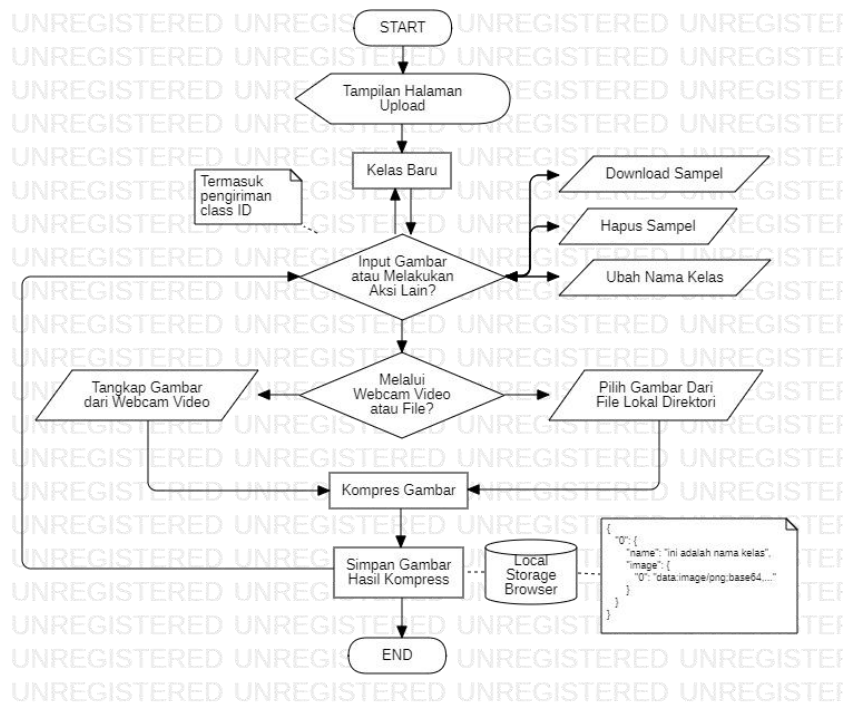 START
Tampilan Halaman
Upload
Kelas Baru
Termasuk
pengiriman
class ID
Download Sampel
Hapus Sampel
Ubah Nama Kelas
Input Gambar
atau Melakukan
Aksi Lain?
Melalui
Webcam Video
atau File?
Tangkap Gambar
dari Webcam Video
Pilih Gambar Dari
File Lokal Direktori
Kompres Gambar
Simpan Gambar
Hasil Kompress
Local
Storage
Browser
{
"0": {
"name": "ini adalah nama kelas",
"image": {
"0": "data:image/png:base64,..."
}
}
}
END
UNREGISTERED UNREGISTERED UNREGISTERED UNREGISTER